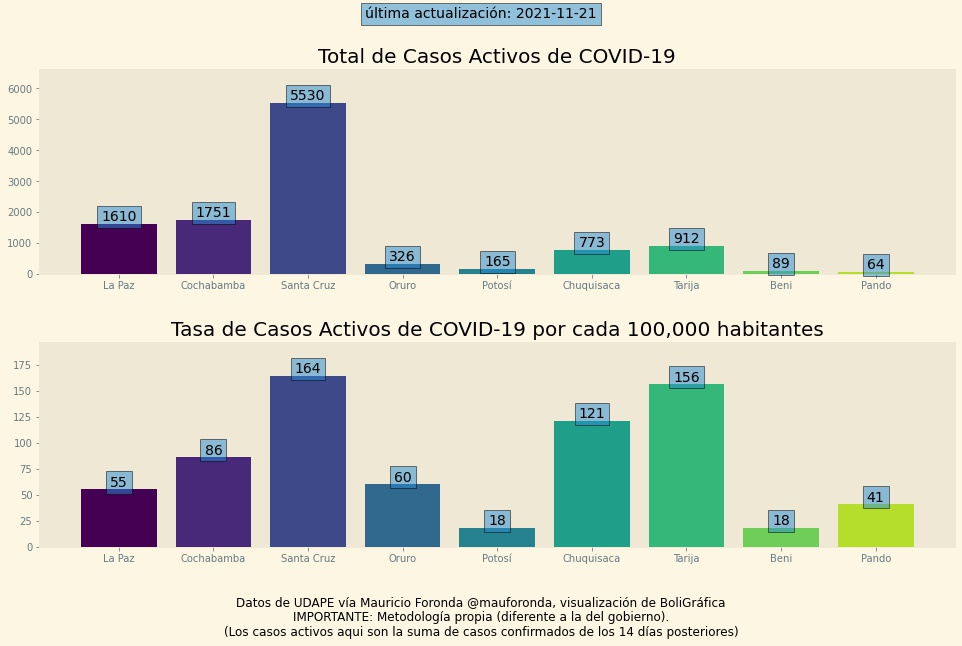 última actualización: 2021-11-21
Total de Casos Activos de COVID-19
6000
5000
4000
3000
2000
1000
0
1610
1751
5530
326
165
773
912
89
64
La Paz
Cochabamba
Santa Cruz
Oruro
Potosí
Chuquisaca
Tarija
Beni
Pando
Tasa de Casos Activos de COVID-19 por cada 100,000 habitantes
175
150
125
100
75
50
25
0
55
86
164
60
18
121
156
18
41
La Paz
Cochabamba
Santa Cruz
Oruro
Potosí
Chuquisaca
Tarija
Beni
Pando
Datos de UDAPE vía Mauricio Foronda @mauforonda, visualización de BoliGráfica
IMPORTANTE: Metodología propia (diferente a la del gobierno).
(Los casos activos aqui son la suma de casos confirmados de los 14 días posteriores)